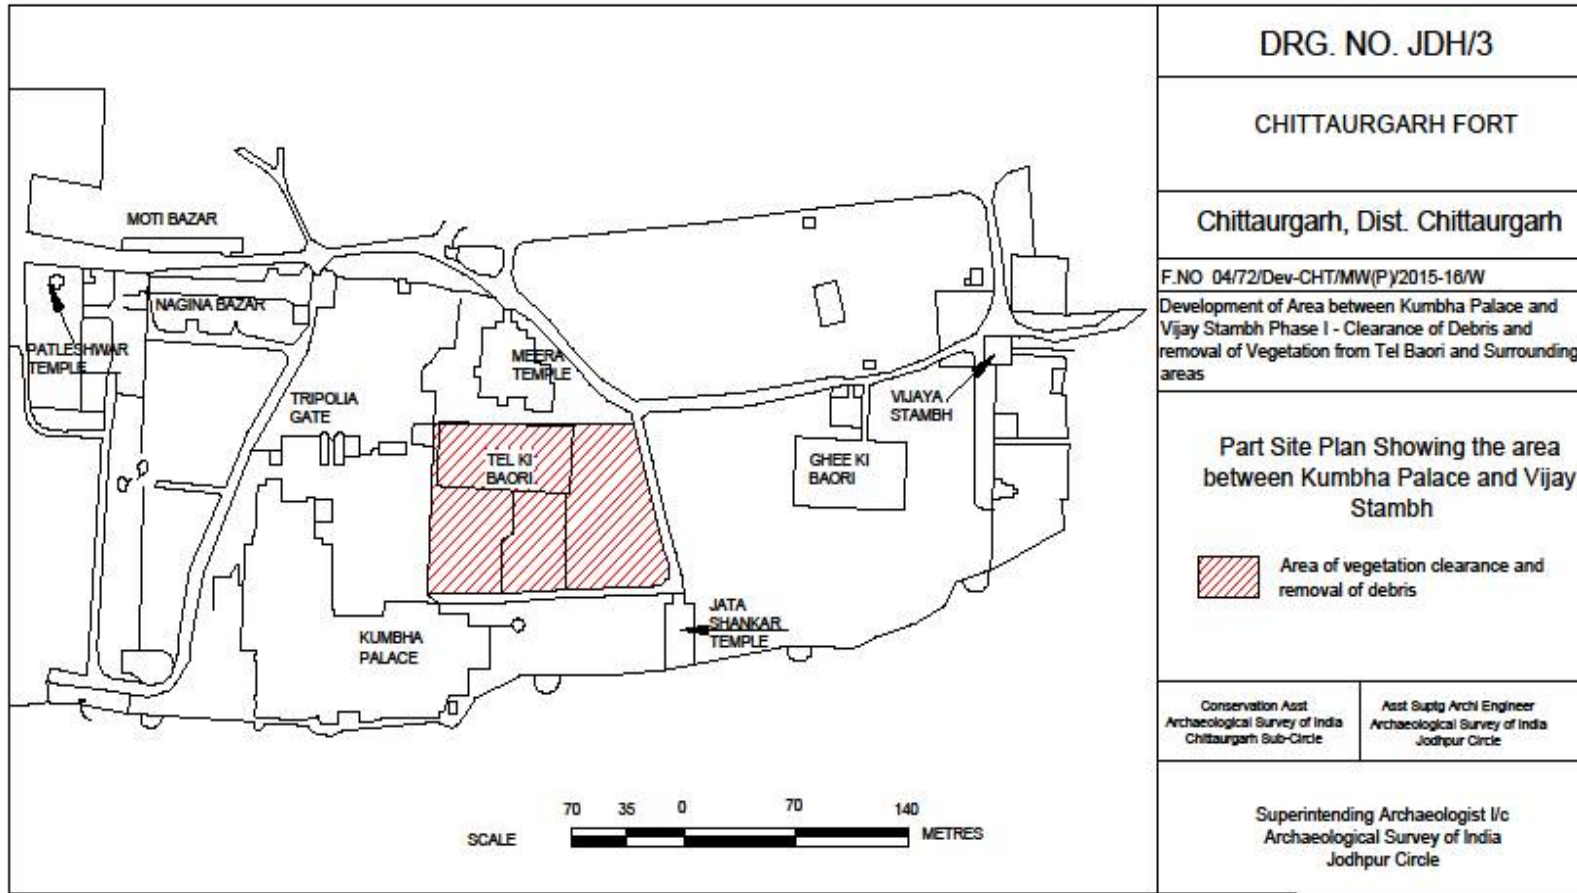 DRG. NO. JDH/3
CHITTAURGARH FORT
Chittaurgarh, Dist. Chittaurgarh
F.NO 04/72/Dev-CHT/MW(P)/2015-16/W
Development of Area between Kumbha Palace and
Vijay Stambh Phase I - Clearance of Debris and
removal of Vegetation from Tel Baori and Surrounding
areas
Part Site Plan Showing the area
between Kumbha Palace and Vijay
Stambh
Area of vegetation clearance and
removal of debris
Conservation Asst
Archaeological Survey of India
Chittaurgarh Sub-Circle
Asst Suptg Archl Engineer
Archaeological Survey of India
Jodhpur Circle
Superintending Archaeologist I/c
Archaeological Survey of India
Jodhpur Circle
MOTI BAZAR
NAGINA BAZAR
PATLESHWAR
TEMPLE
MEERA
TEMPLE
TRIPOLIA
GATE
VIJAYA
STAMBH
TEL KI
BAORI
GHEE KI
BAORI
JATA
SHANKAR
TEMPLE
KUMBHA
PALACE
70 35 0 70 140
SCALE
METRES